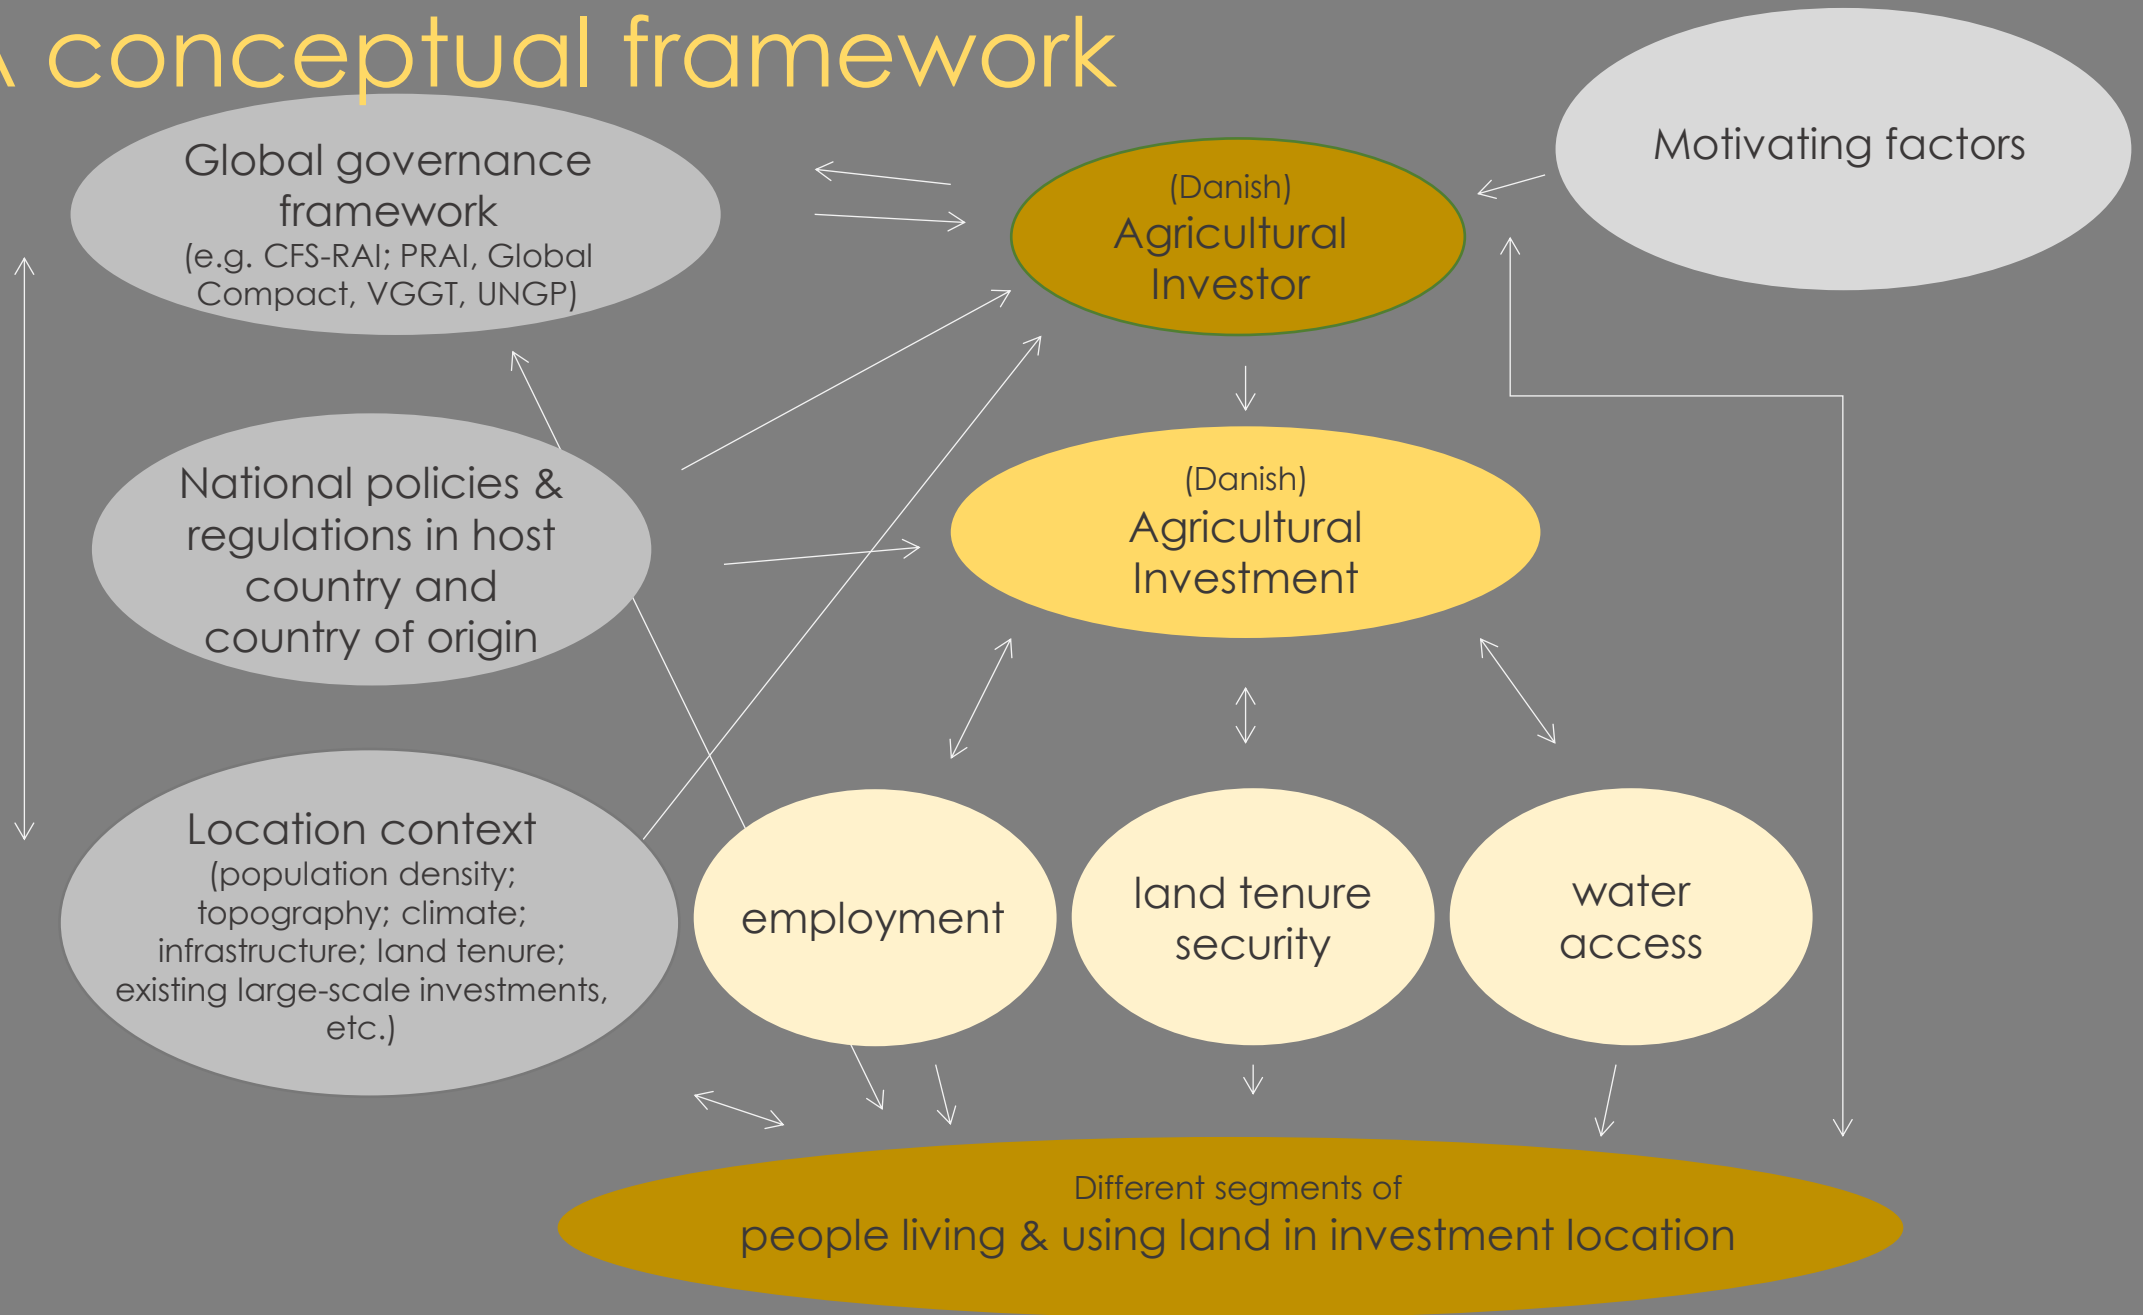 A conceptual framework
Global governance
framework
(e.g. CFS-RAI; PRAI, Global
Compact, VGGT, UNGP)
(Danish)
Agricultural
Investor
Motivating factors
National policies &
regulations in host
country and
country of origin
(Danish)
Agricultural
Investment
Location context
(population density;
topography; climate;
infrastructure; land tenure;
existing large-scale investments,
etc.)
employment
land tenure
security
water
access
Different segments of
people living & using land in investment location